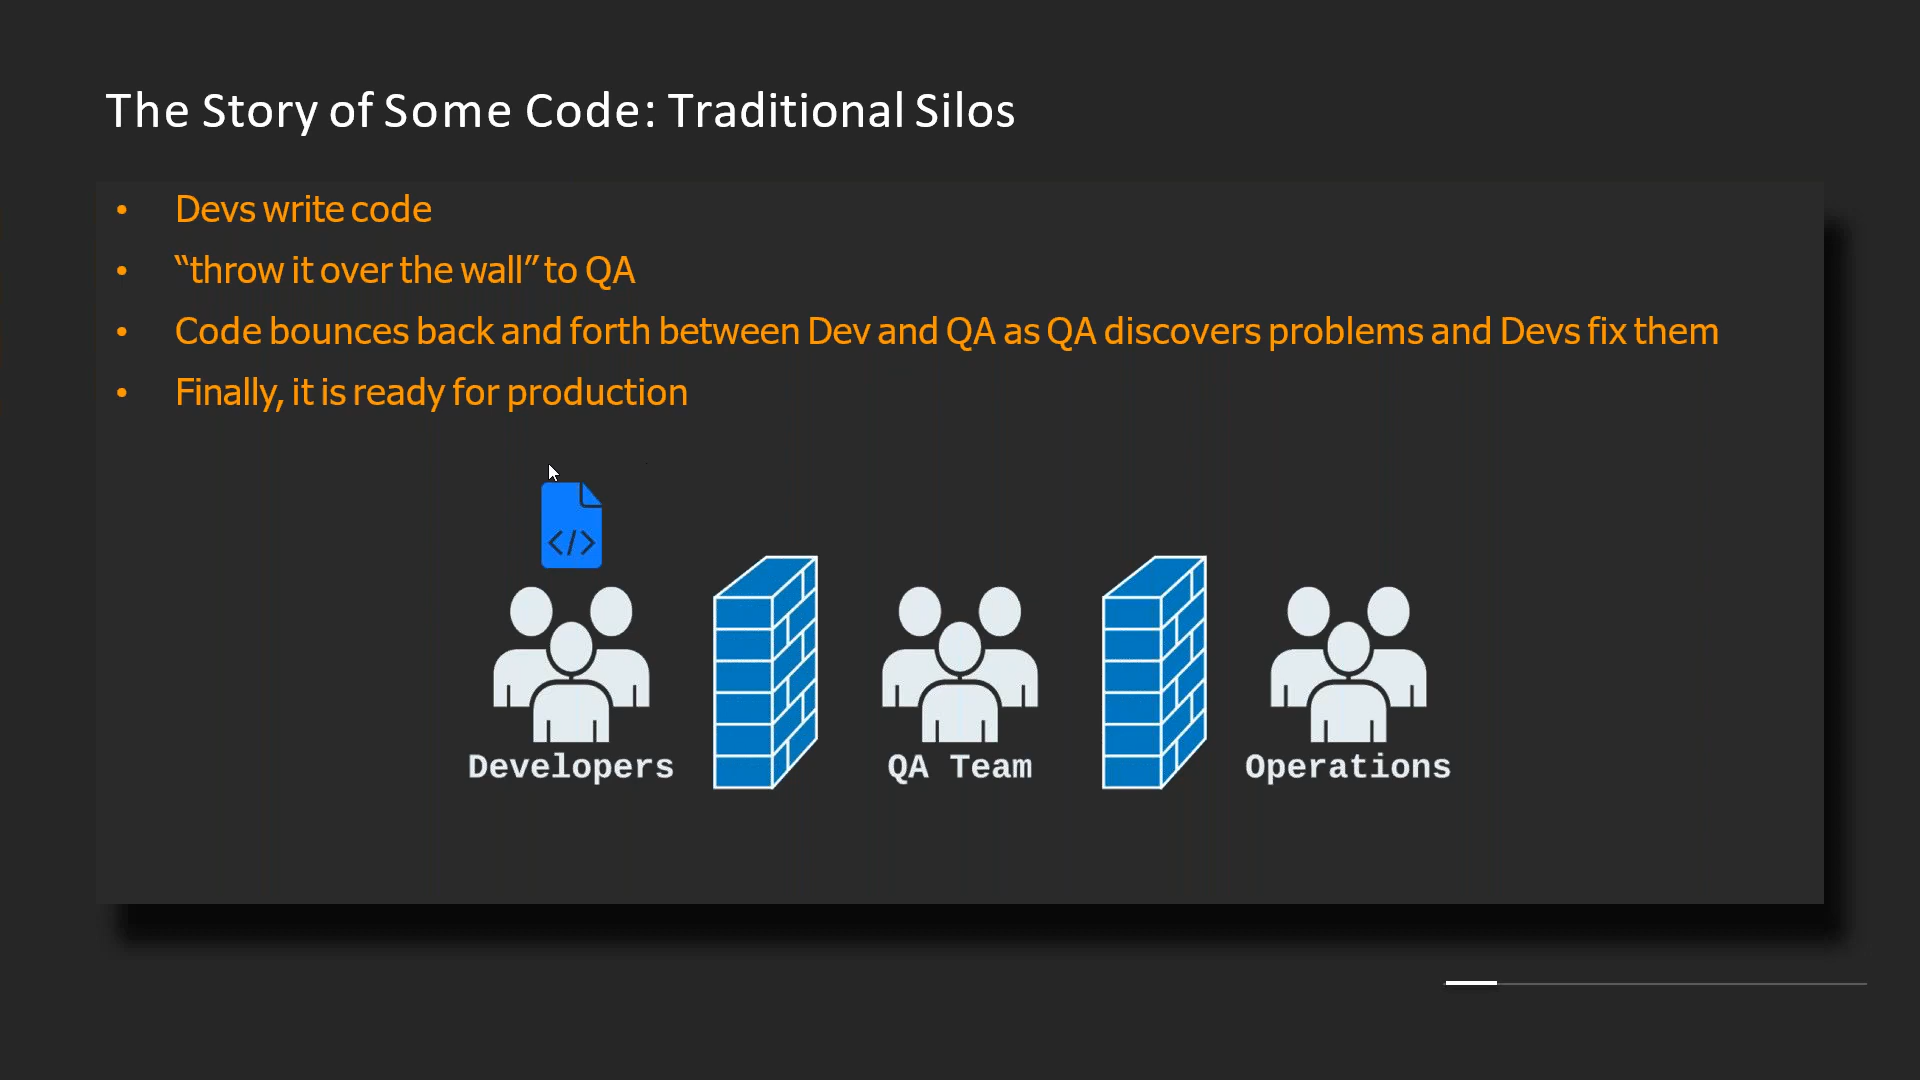 The Story of Some Code: Traditional Silos
• Devs write code
• “throw it over the wall” to QA
• Code bounces back and forth between Dev and QA as QA discovers problems and Devs fix them
• Finally, it is ready for production
</>
Developers
QA Team
Operations